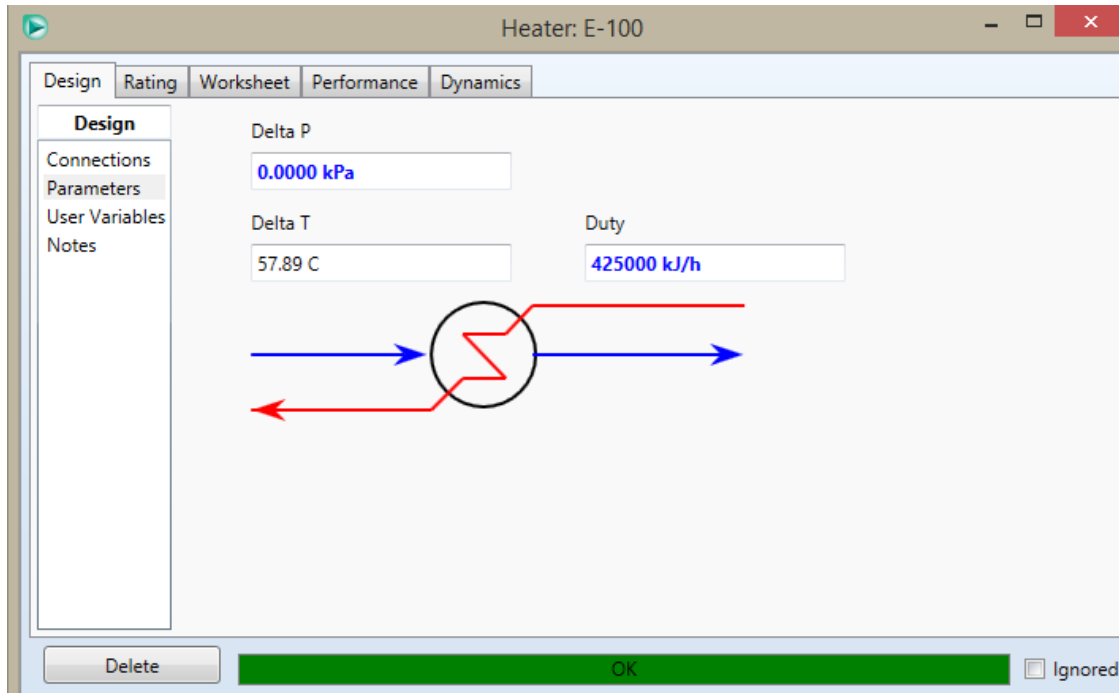 Heater: E-100
Design Rating Worksheet Performance Dynamics
Design
Connections
Parameters
User Variables
Notes
Delta P
0.0000 kPa
Delta T
57.89 C
Duty
425000 kJ/h
Delete
OK
Ignored